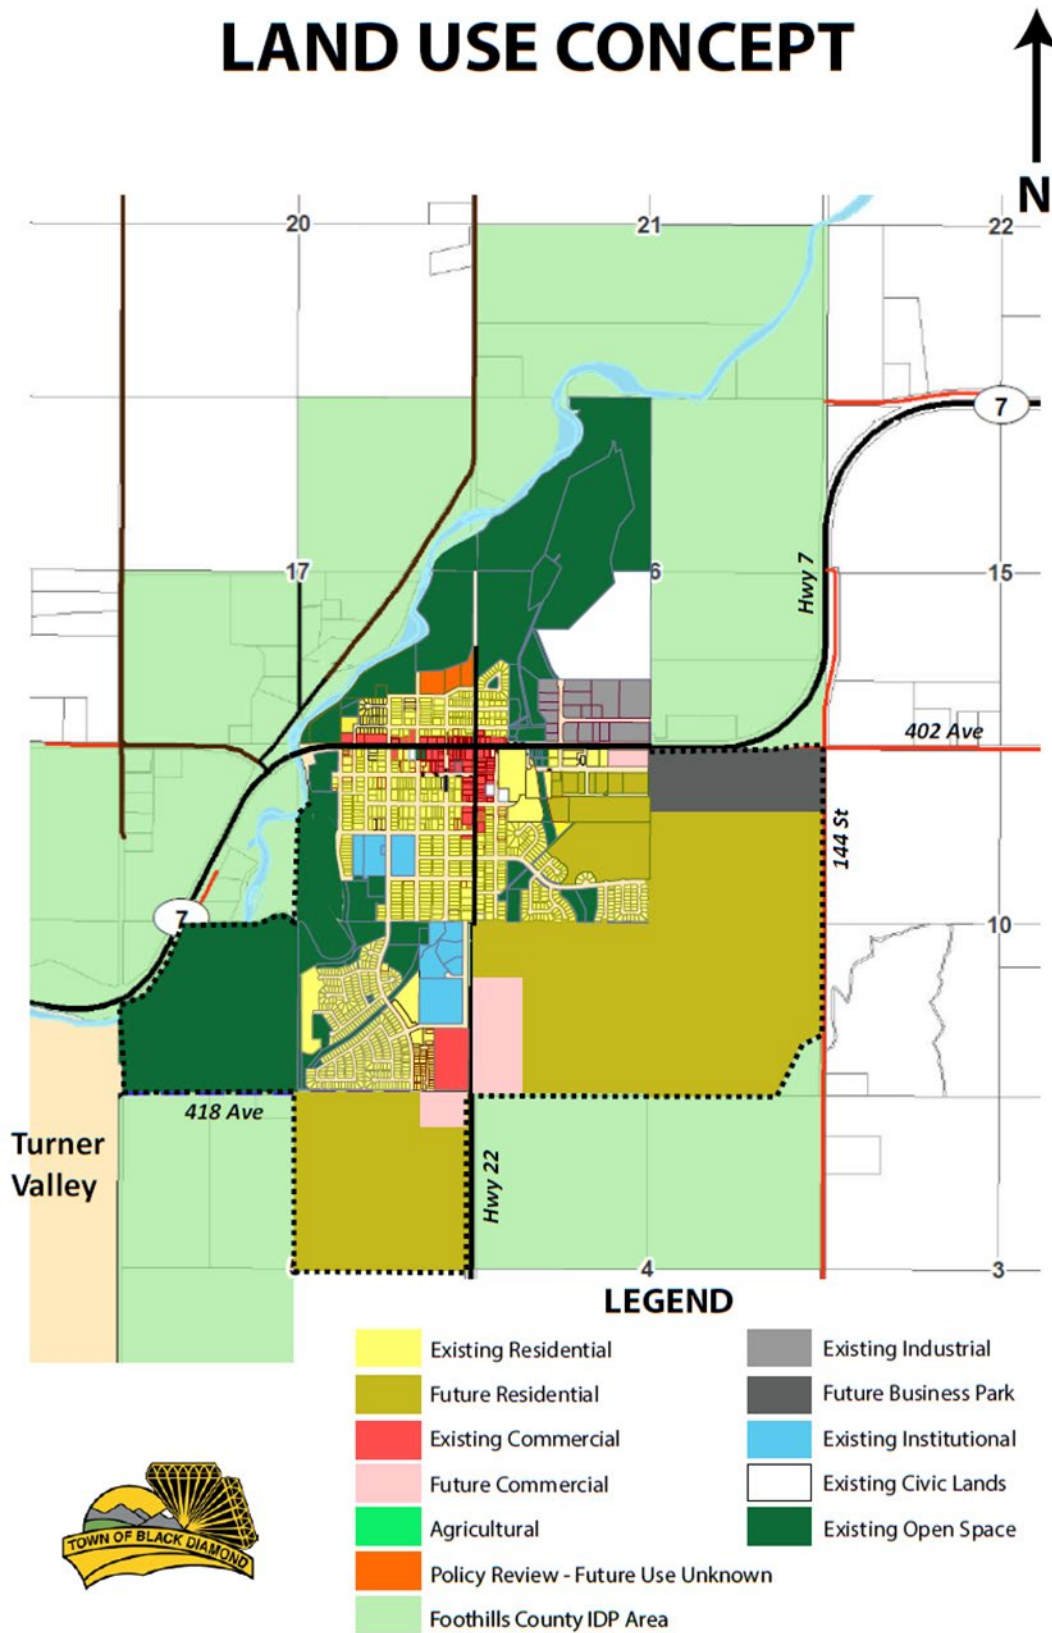 LAND USE CONCEPT
N
20
21
22
7
17
6
15
Hwy 7
402 Ave
144 St
7
10
418 Ave
Turner
Valley
Hwy 22
4
3
LEGEND
Existing Residential
Future Residential
Existing Commercial
Future Commercial
Agricultural
Policy Review - Future Use Unknown
Foothills County IDP Area
Existing Industrial
Future Business Park
Existing Institutional
Existing Civic Lands
Existing Open Space
TOWN OF BLACK DIAMOND